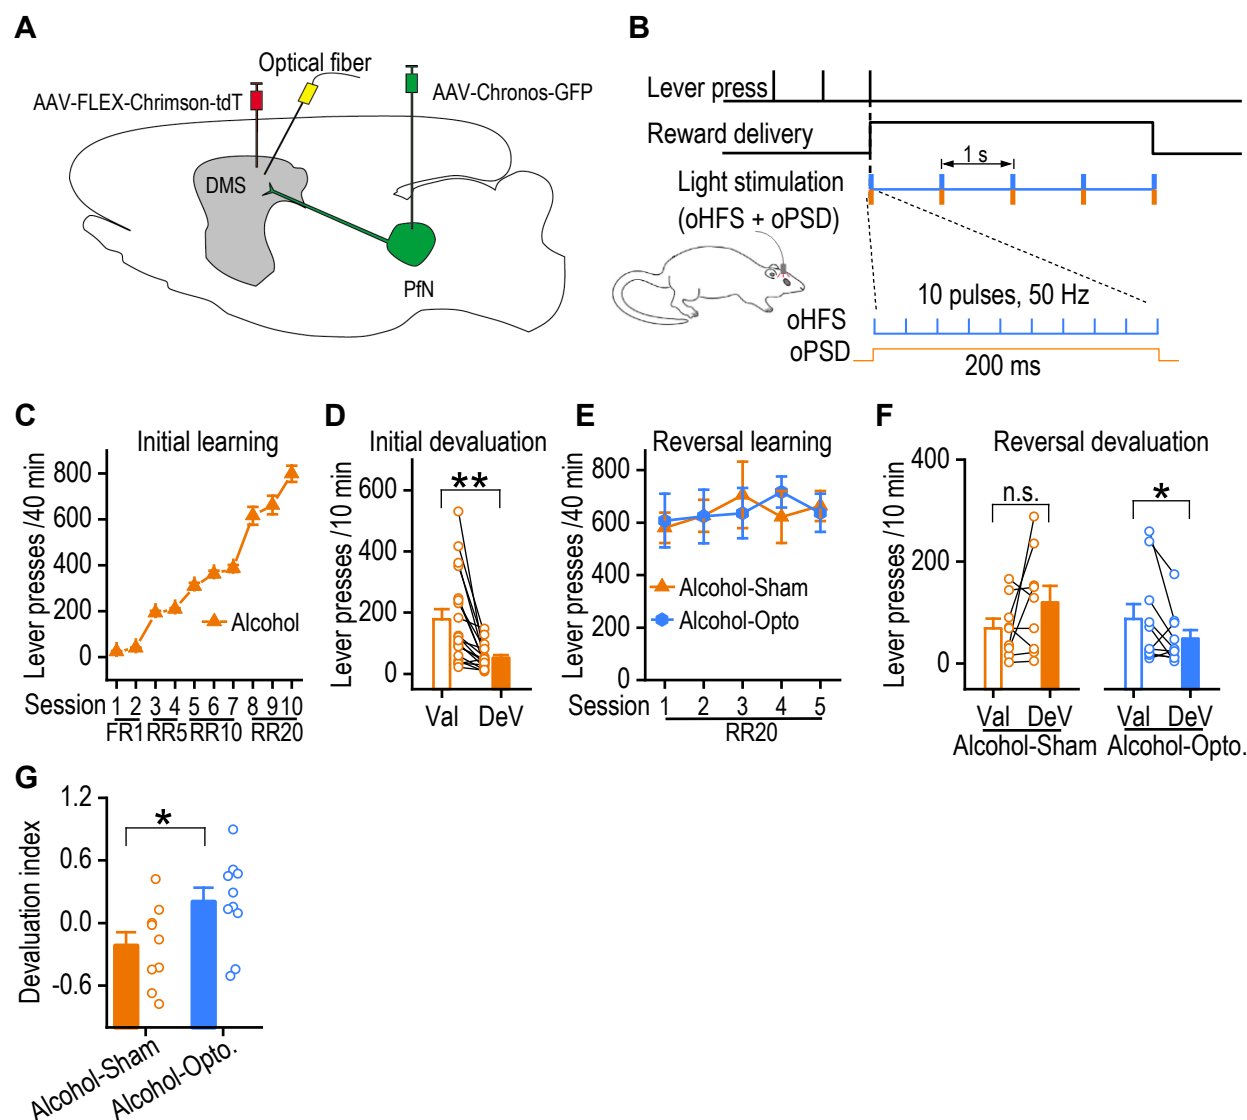 A
Optical fiber
AAV-FLEX-Chrimson-tdT
AAV-Chronos-GFP
DMS
PfN
B
Lever press
Reward delivery
1 s
Light stimulation
(oHFS + oPSD)
10 pulses, 50 Hz
oHFS
oPSD
200 ms
C
Initial learning
Lever presses /40 min
800
600
400
200
0
Alcohol
Session 1 2 3 4 5 6 7 8 9 10
FR1 RR5 RR10 RR20
D
Initial devaluation
Lever presses /10 min
600
400
200
0
**
Val DeV
E
Reversal learning
Lever presses /40 min
800
600
400
200
0
Alcohol-Sham
Alcohol-Opto
Session 1 2 3 4 5
RR20
F
Reversal devaluation
Lever presses /10 min
400
200
0
n.s.
*
Val DeV Val DeV
Alcohol-Sham Alcohol-Opto.
G
Devaluation index
1.2
0.6
0.0
-0.6
*
Alcohol-Sham
Alcohol-Opto.